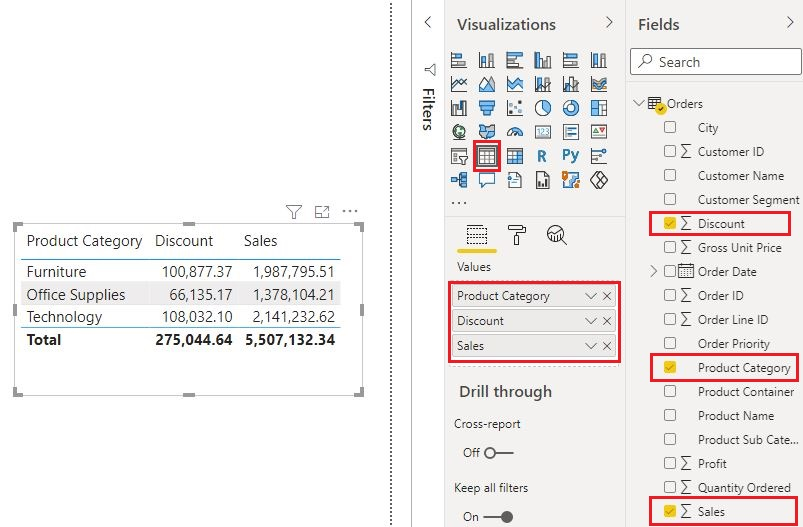 Visualizations
Fields
Search
Filters
Orders
City
Customer ID
Customer Name
Customer Segment
Discount
Gross Unit Price
Order Date
Order ID
Order Line ID
Order Priority
Product Category
Product Container
Product Name
Product Sub Cate...
Profit
Quantity Ordered
Sales
R
Py
123
...
Values
Product Category
Discount
Sales
Drill through
Cross-report
Off
Keep all filters
On
Product Category Discount Sales
Furniture 100,877.37 1,987,795.51
Office Supplies 66,135.17 1,378,104.21
Technology 108,032.10 2,141,232.62
Total 275,044.64 5,507,132.34